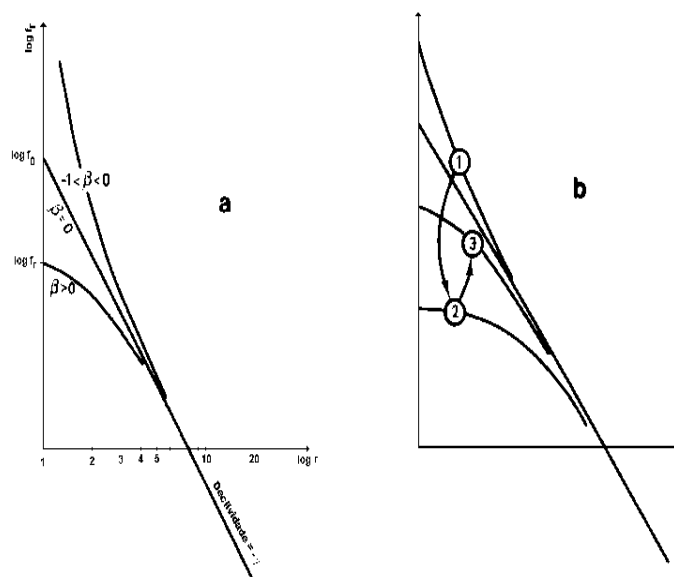 log fr
log f0
-1 < β < 0
β = 0
log fr
β > 0
a
1 2 3 4 5 10 20 log r
Declividade =
b
1
3
2